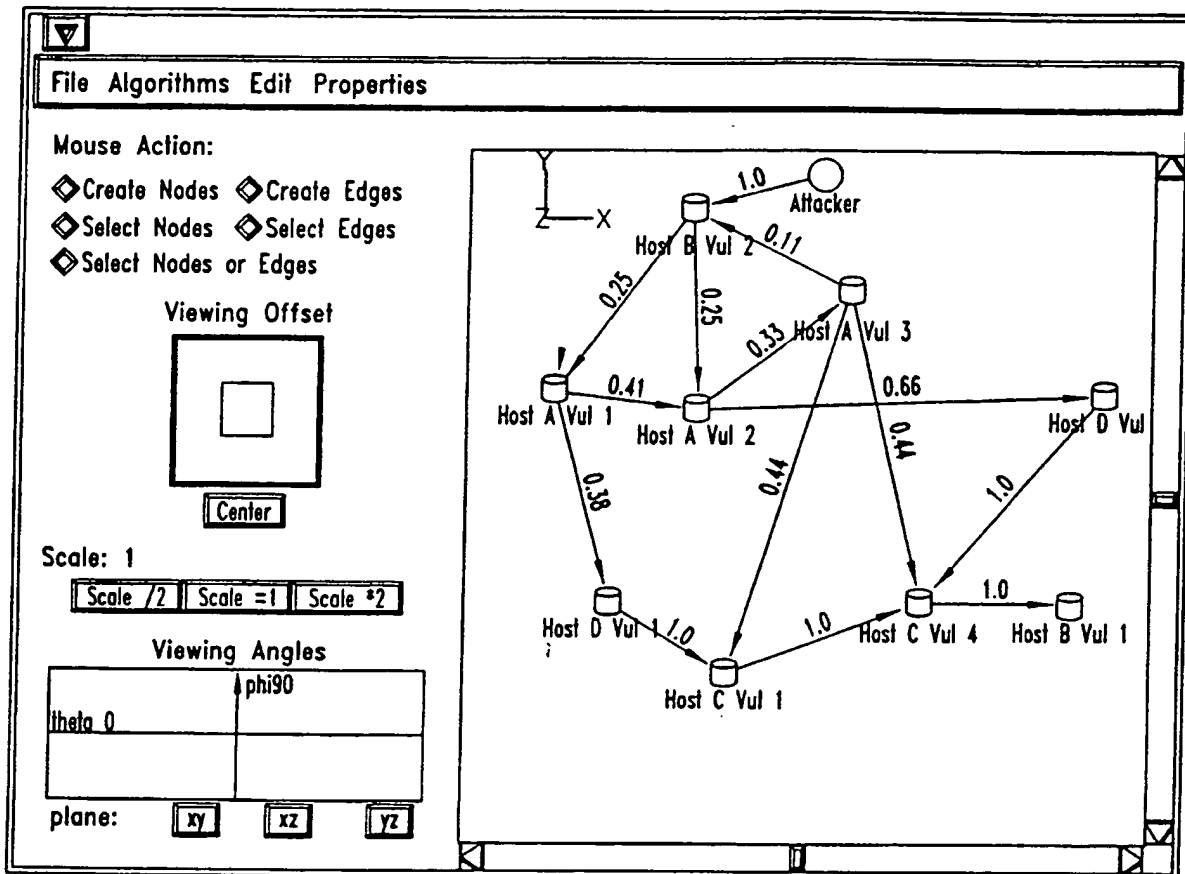 File Algorithms Edit Properties
Mouse Action:
Create Nodes Create Edges
Select Nodes Select Edges
Select Nodes or Edges
Viewing Offset
Center
Scale: 1
Scale /2 Scale =1 Scale *2
Viewing Angles
phi90
theta 0
plane: xy xz yz
Y
Z X
1.0
Attacker
Host B Vul 2
0.11
0.25
0.25
Host A Vul 3
0.33
0.41
0.66
Host A Vul 1
Host A Vul 2
Host D Vul
0.44
0.44
0.38
1.0
Host D Vul 1
1.0
1.0
Host C Vul 4
1.0
Host B Vul 1
Host C Vul 1